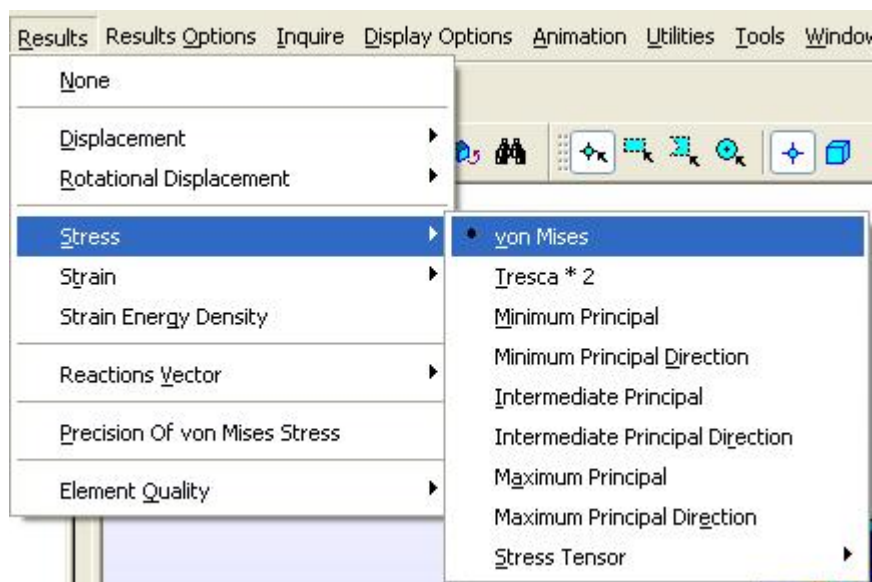 Results Results Options Inquire Display Options Animation Utilities Tools Window
None
Displacement
Rotational Displacement
Stress
Strain
Strain Energy Density
Reactions Vector
Precision Of von Mises Stress
Element Quality
von Mises
Tresca * 2
Minimum Principal
Minimum Principal Direction
Intermediate Principal
Intermediate Principal Direction
Maximum Principal
Maximum Principal Direction
Stress Tensor